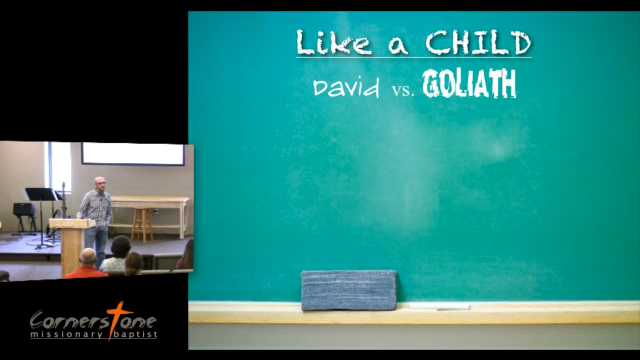 Like a CHILD
David vs. GOLIATH
Cornerstone
missionary baptist